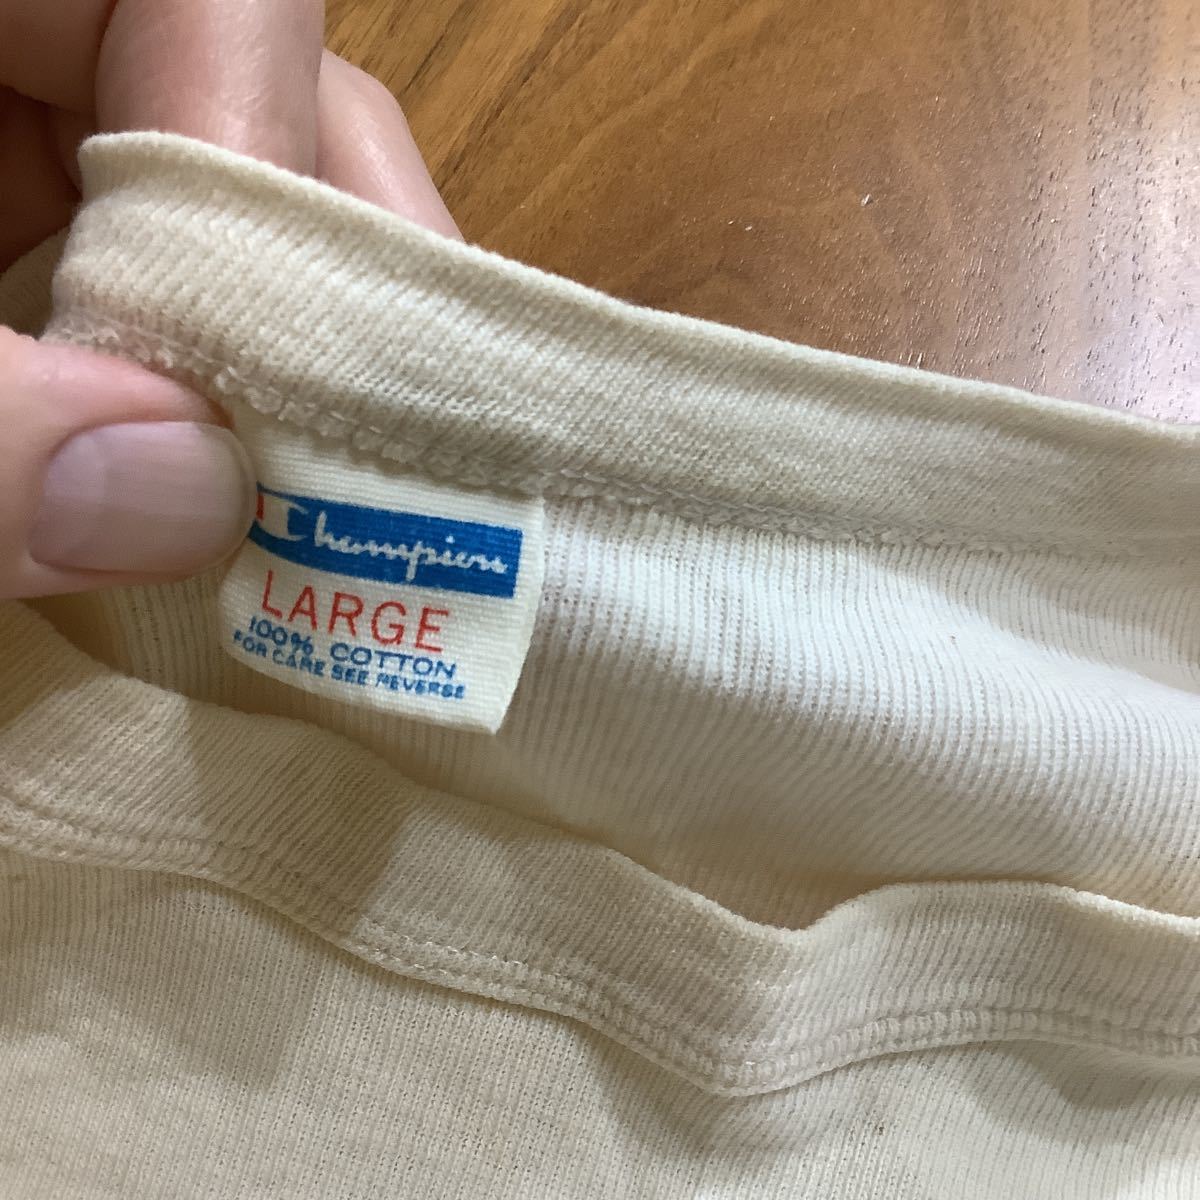 Champion
LARGE
100% COTTON
FOR CARE SEE REVERSE